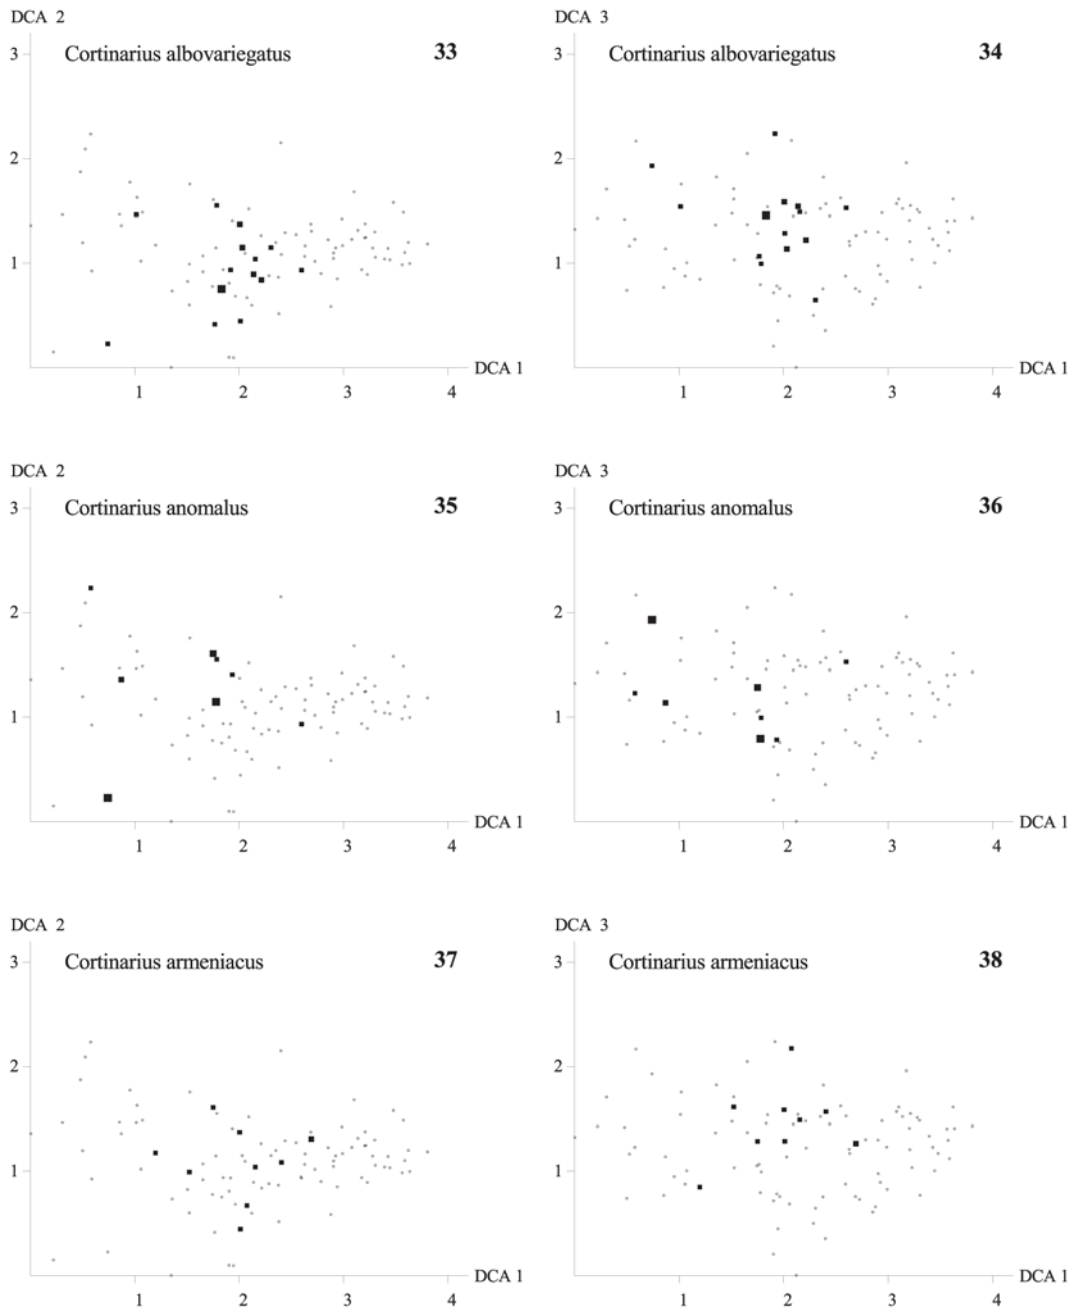 DCA 2 DCA 3
3 Cortinarius albovariegatus 33 3 Cortinarius albovariegatus 34
2 2
1 1
DCA 1 DCA 1
1 2 3 4 1 2 3 4
DCA 2 DCA 3
3 Cortinarius anomalus 35 3 Cortinarius anomalus 36
2 2
1 1
DCA 1 DCA 1
1 2 3 4 1 2 3 4
DCA 2 DCA 3
3 Cortinarius armeniacus 37 3 Cortinarius armeniacus 38
2 2
1 1
DCA 1 DCA 1
1 2 3 4 1 2 3 4